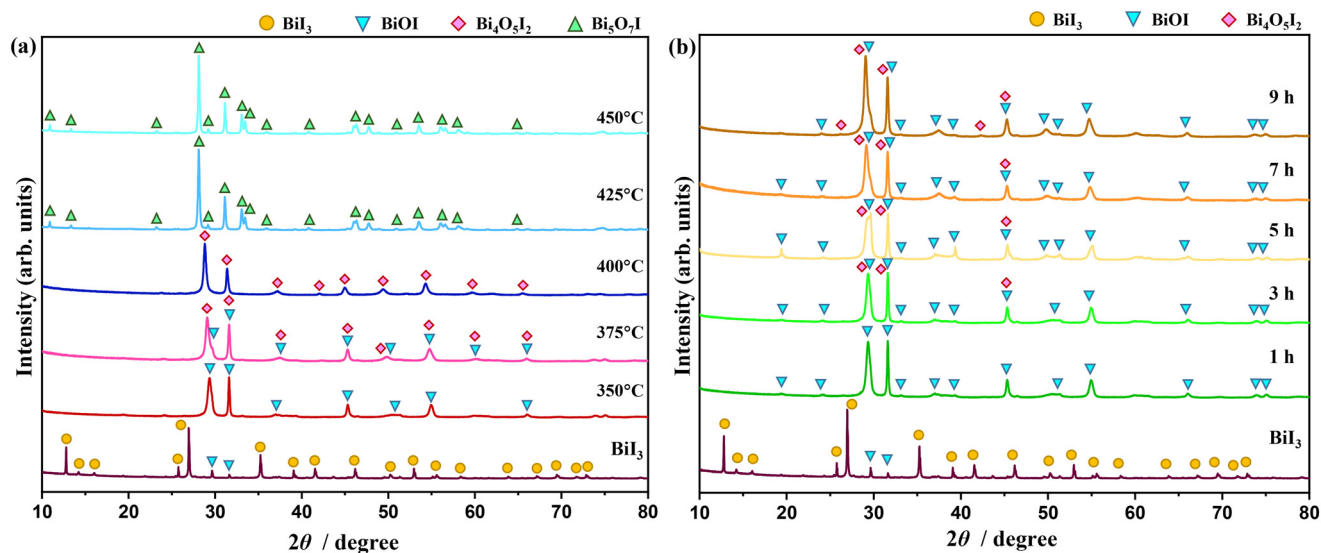 BiI₃ BiOI Bi₄O₅I₂ Bi₅O₇I
(a)
450°C
425°C
400°C
375°C
350°C
BiI₃
Intensity (arb. units)
10 20 30 40 50 60 70 80
2θ / degree
BiI₃ BiOI Bi₄O₅I₂
(b)
9 h
7 h
5 h
3 h
1 h
BiI₃
Intensity (arb. units)
10 20 30 40 50 60 70 80
2θ / degree